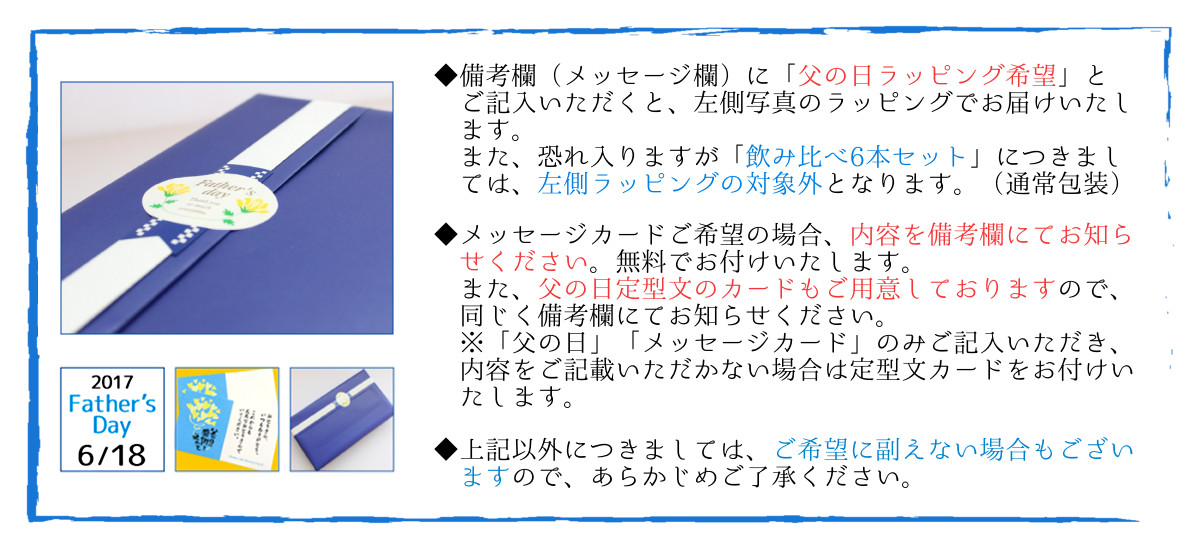 Father's
day
2017
Father's
Day
6/18
◆備考欄（メッセージ欄）に「父の日ラッピング希望」と
ご記入いただくと、左側写真のラッピングでお届けいたし
ます。
また、恐れ入りますが「飲み比べ6本セット」につきまし
ては、左側ラッピングの対象外となります。（通常包装）
◆メッセージカードご希望の場合、内容を備考欄にてお知ら
せください。無料でお付けいたします。
また、父の日定型文のカードもご用意しておりますので、
同じく備考欄にてお知らせください。
※「父の日」「メッセージカード」のみご記入いただき、
内容をご記載いただかない場合は定型文カードをお付けい
たします。
◆上記以外につきましては、ご希望に副えない場合もござい
ますので、あらかじめご了承ください。